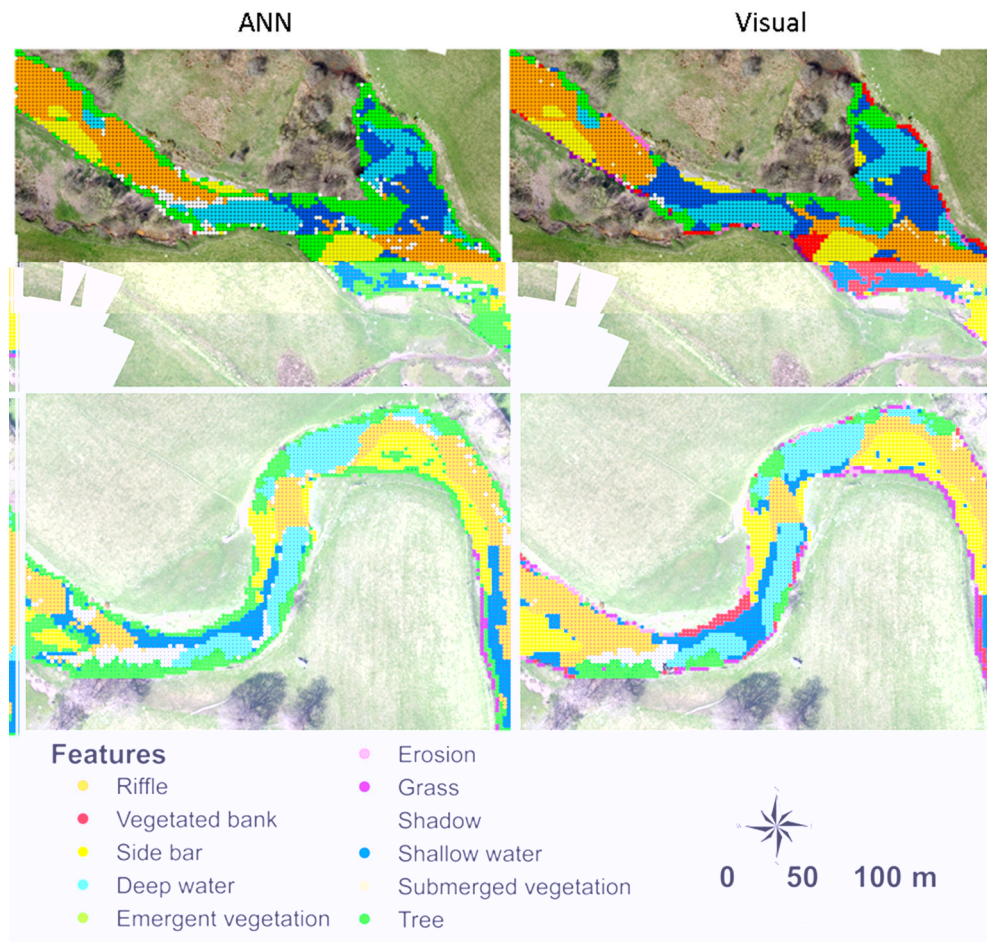 ANN
Visual
Features
Riffle
Vegetated bank
Side bar
Deep water
Emergent vegetation
Erosion
Grass
Shadow
Shallow water
Submerged vegetation
Tree
0 50 100 m